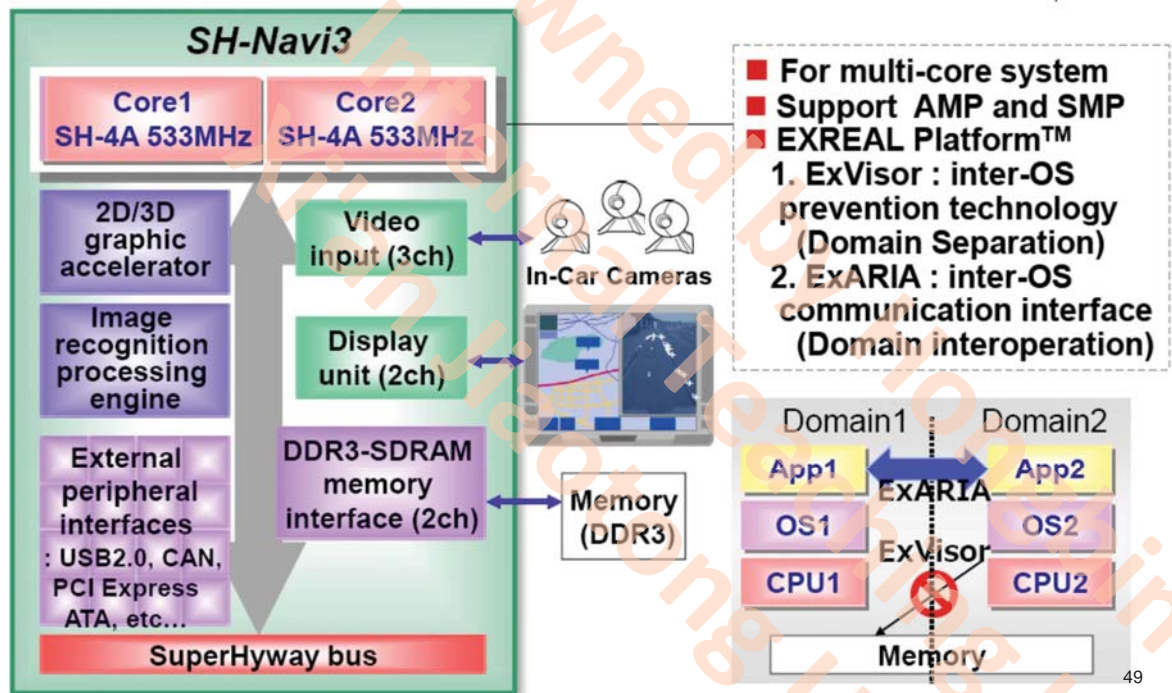 SH-Navi3
Core1
SH-4A 533MHz
Core2
SH-4A 533MHz
2D/3D
graphic
accelerator
Image
recognition
processing
engine
External
peripheral
interfaces
: USB2.0, CAN,
PCI Express
ATA, etc...
Video
input (3ch)
Display
unit (2ch)
DDR3-SDRAM
memory
interface (2ch)
SuperHyway bus
In-Car Cameras
Memory
(DDR3)
For multi-core system
Support AMP and SMP
EXREAL Platform™
1. ExVisor : inter-OS
prevention technology
(Domain Separation)
2. ExARIA : inter-OS
communication interface
(Domain interoperation)
Domain1
Domain2
App1
App2
ExARIA
OS1
OS2
ExVisor
CPU1
CPU2
Memory
49